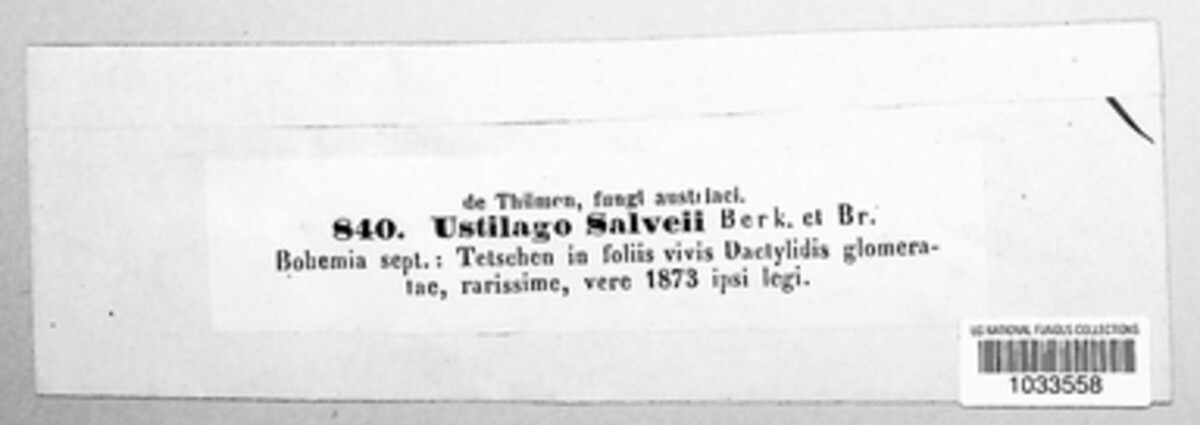 de Thümen, fungi austriaci.
840. Ustilago Salveii Berk. et Br.
Bohemia sept.: Tetschen in foliis vivis Dactylidis glomera-
tae, rarissime, vere 1873 ipsi legi.
US NATIONAL FUNGUS COLLECTIONS
1033558